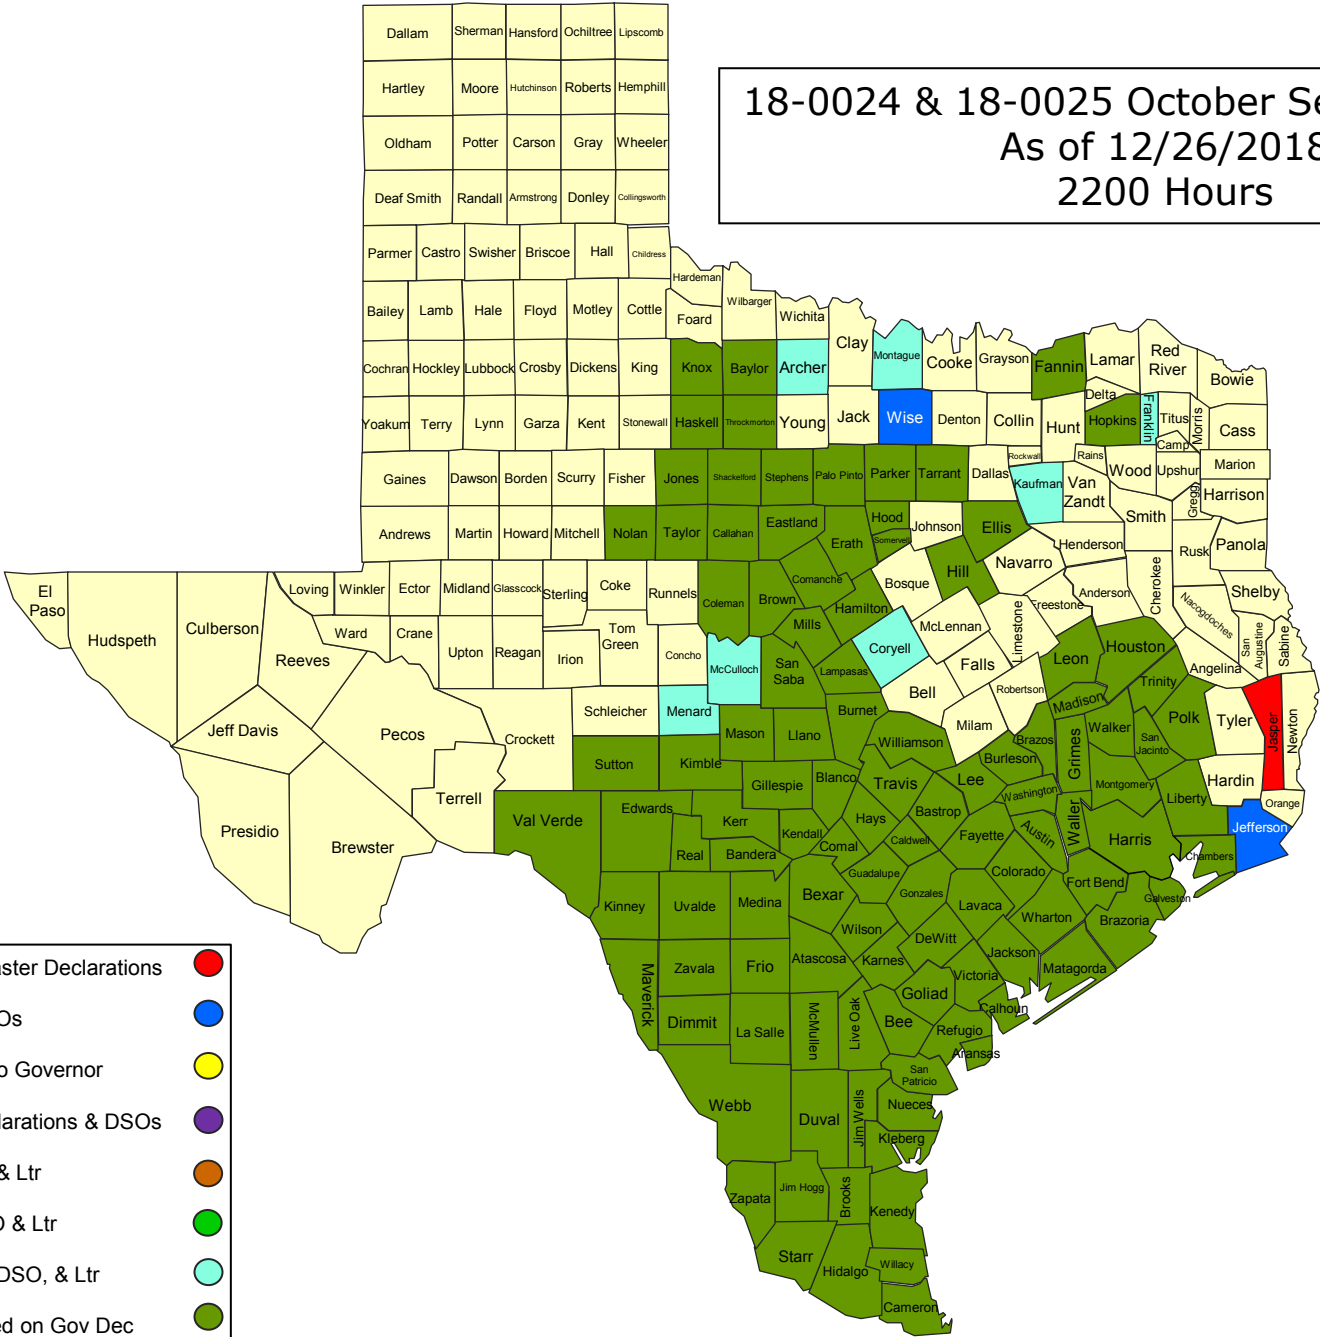 Dallam Sherman Hansford Ochiltree Lipscomb
Hartley Moore Hutchinson Roberts Hemphill
18-0024 & 18-0025 October Se
As of 12/26/2018
2200 Hours
Oldham Potter Carson Gray Wheeler
Deaf Smith Randall Armstrong Donley Collingsworth
Parmer Castro Swisher Briscoe Hall Childress
Hardeman
Bailey Lamb Hale Floyd Motley Cottle Foard Wilbarger Wichita
Clay Montague Cooke Grayson Fannin Lamar Red
River Bowie
Cochran Hockley Lubbock Crosby Dickens King Knox Baylor Archer
Delta
Yoakum Terry Lynn Garza Kent Stonewall Haskell Throckmorton Young Jack Wise Denton Collin Hunt Hopkins Franklin Titus Morris Cass
Camp
Rockwall Rains
Gaines Dawson Borden Scurry Fisher Jones Shackelford Stephens Palo Pinto Parker Tarrant Dallas Kaufman Van
Zandt Wood Upshur Marion
Gregg Harrison
Andrews Martin Howard Mitchell Nolan Taylor Callahan Eastland Erath Hood Somervell Johnson Ellis Henderson Smith Rusk Panola
El
Paso Hudspeth Culberson Loving Winkler Ector Midland Glasscock Sterling Coke Runnels Coleman Brown Comanche Hamilton Bosque Hill Navarro Freestone Anderson Cherokee Nacogdoches Shelby
Reeves Ward Crane Upton Reagan Irion Tom
Green Concho McCulloch San
Saba Mills Lampasas Coryell McLennan Falls Limestone Leon Houston Angelina San
Augustine Sabine
Jeff Davis Pecos Crockett Schleicher Menard Mason Llano Burnet Bell Milam Robertson Madison Trinity Polk Tyler Jasper Newton
Presidio Brewster Terrell Sutton Kimble Gillespie Blanco Williamson Travis Lee Burleson Brazos Grimes Walker San
Jacinto Hardin Orange
Val Verde Edwards Kerr Kendall Hays Bastrop Washington Montgomery Liberty Jefferson
Real Bandera Comal Caldwell Fayette Austin Waller Harris Chambers
Kinney Uvalde Medina Bexar Guadalupe Gonzales Lavaca Colorado Fort Bend Galveston
Wilson Wharton Brazoria
Maverick Zavala Frio Atascosa Karnes DeWitt Jackson Matagorda
Dimmit La Salle McMullen Live Oak Bee Goliad Victoria Calhoun
Refugio Aransas
San
Patricio
Webb Duval Jim Wells Nueces
Kleberg
Zapata Jim Hogg Brooks Kenedy
Starr Hidalgo Willacy
Cameron
aster Declarations
Os
o Governor
larations & DSOs
& Ltr
O & Ltr
DSO, & Ltr
ed on Gov Dec